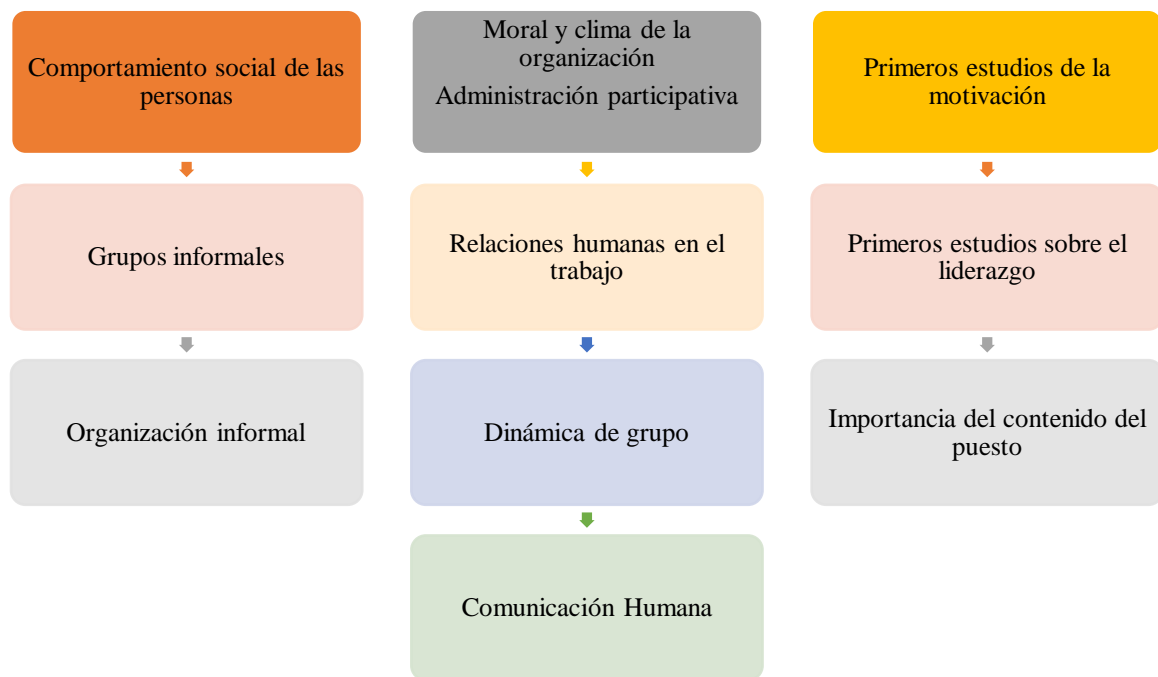 Comportamiento social de las
personas
Grupos informales
Organización informal
Moral y clima de la
organización
Administración participativa
Relaciones humanas en el
trabajo
Dinámica de grupo
Comunicación Humana
Primeros estudios de la
motivación
Primeros estudios sobre el
liderazgo
Importancia del contenido del
puesto